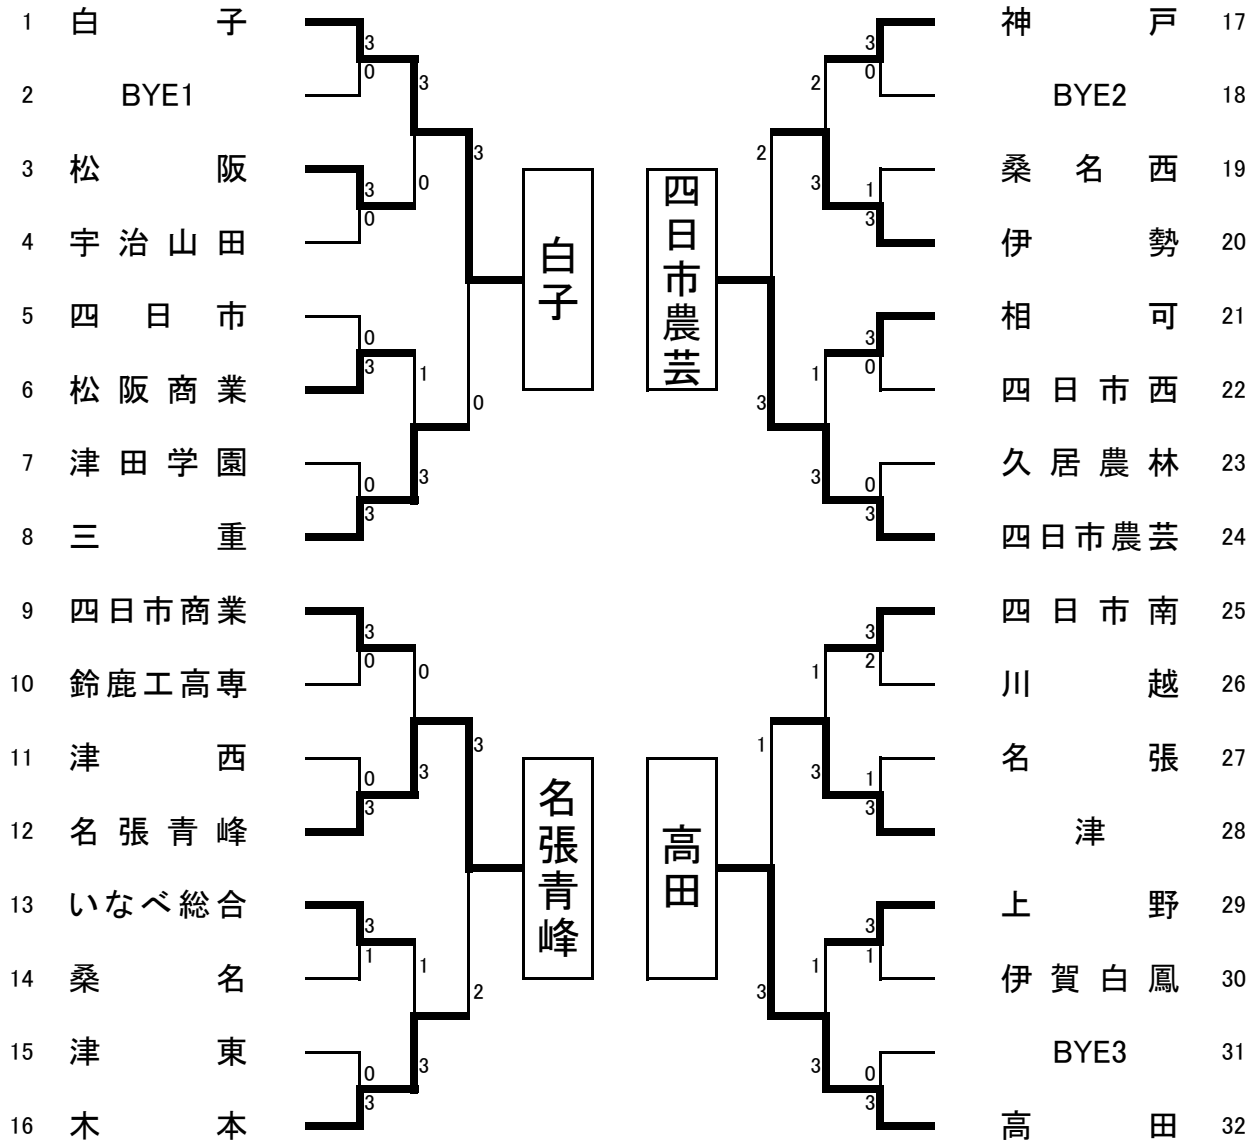 1 白子
3
0
2 BYE1
3
3 松阪
3
0
0
4 宇治山田
3
白子
5 四日市
0
3
6 松阪商業
1
0
7 津田学園
0
3
3
8 三重
9 四日市商業
3
0
10 鈴鹿工高専
0
11 津西
0
3
3
12 名張青峰
3
名張青峰
13 いなべ総合
3
1
14 桑名
1
2
15 津東
0
3
3
16 木本
神戸 17
3
0
BYE2 18
2
桑名西 19
1
3
3
伊勢 20
2
四日市農芸
相可 21
3
0
四日市西 22
1
3
久居農林 23
0
3
3
四日市農芸 24
四日市南 25
3
2
川越 26
1
名張 27
1
3
3
津 28
1
高田
上野 29
3
1
伊賀白鳳 30
1
3
BYE3 31
0
3
3
高田 32